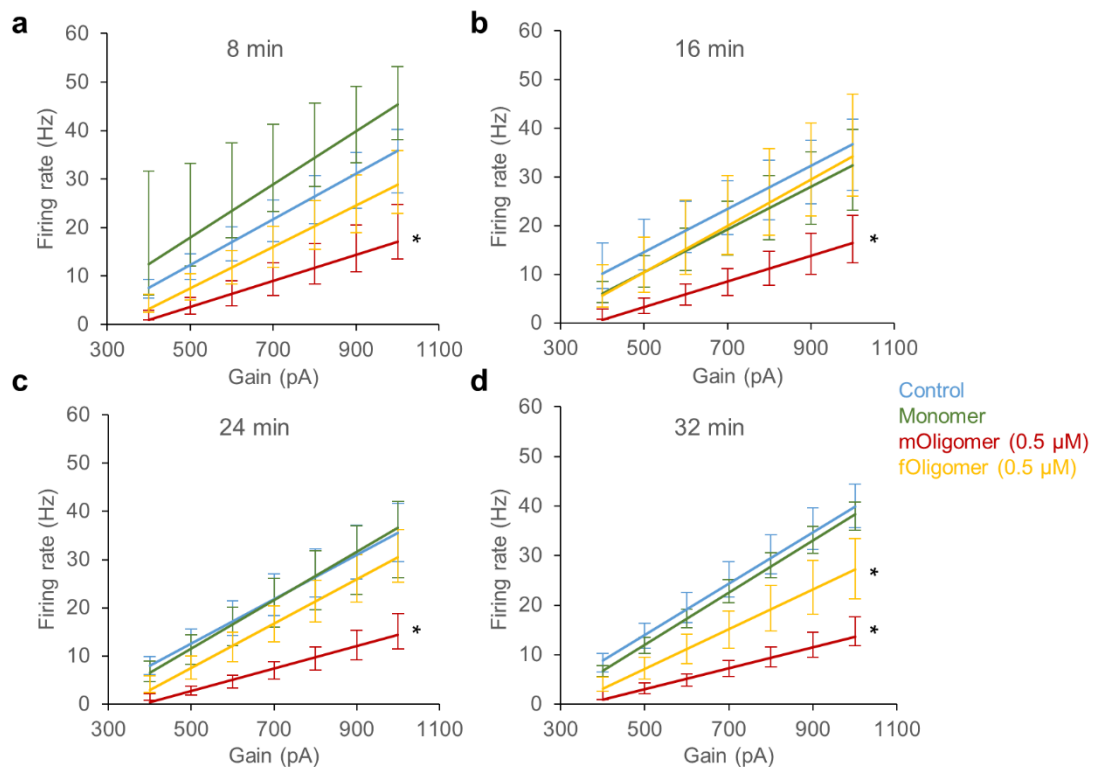 a
8 min
60
50
40
30
20
10
0
Firing rate (Hz)
*
300 500 700 900 1100
Gain (pA)
b
16 min
60
50
40
30
20
10
0
Firing rate (Hz)
*
300 500 700 900 1100
Gain (pA)
c
24 min
60
50
40
30
20
10
0
Firing rate (Hz)
*
300 500 700 900 1100
Gain (pA)
d
32 min
60
50
40
30
20
10
0
Firing rate (Hz)
*
*
300 500 700 900 1100
Gain (pA)
Control
Monomer
mOligomer (0.5 µM)
fOligomer (0.5 µM)